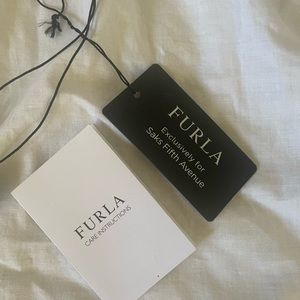 FURLA
Exclusively for
Saks Fifth Avenue
FURLA
CARE INSTRUCTIONS